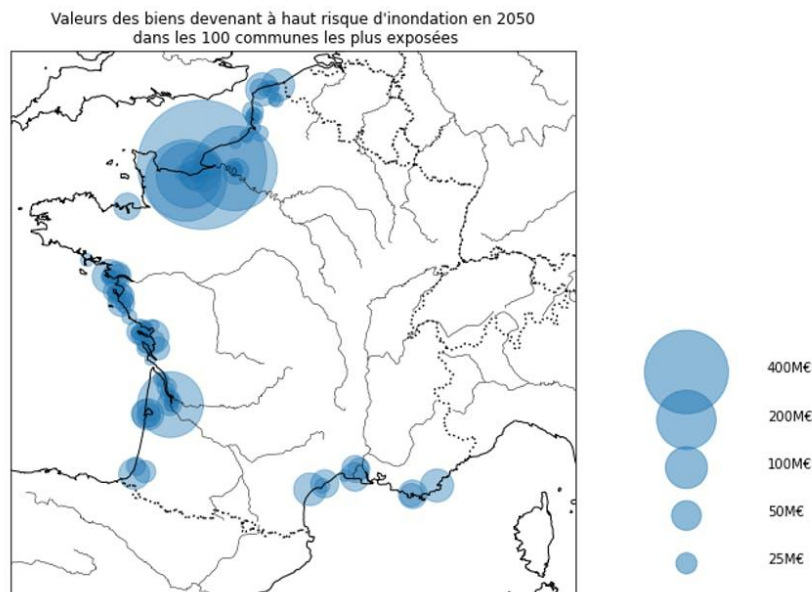 Valeurs des biens devenant à haut risque d'inondation en 2050
dans les 100 communes les plus exposées
400M€
200M€
100M€
50M€
25M€